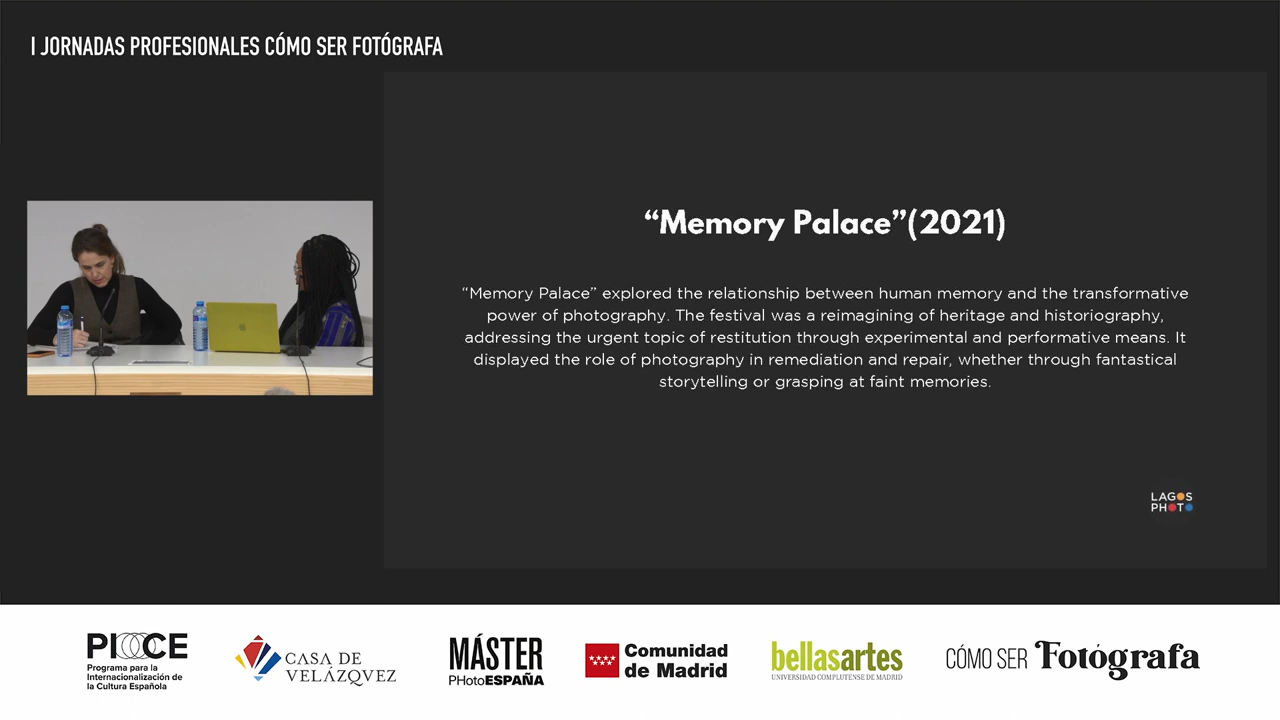 I JORNADAS PROFESIONALES CÓMO SER FOTÓGRAFA
“Memory Palace”(2021)
“Memory Palace” explored the relationship between human memory and the transformative
power of photography. The festival was a reimagining of heritage and historiography,
addressing the urgent topic of restitution through experimental and performative means. It
displayed the role of photography in remediation and repair, whether through fantastical
storytelling or grasping at faint memories.
LAGOS
PHOTO
PICE
Programa para la
Internacionalización de
la Cultura Española
CASA DE
VELÁZQVEZ
MÁSTER
PHotoESPAÑA
Comunidad
de Madrid
bellasartes
UNIVERSIDAD COMPLUTENSE DE MADRID
CÓMO SER Fotógrafa